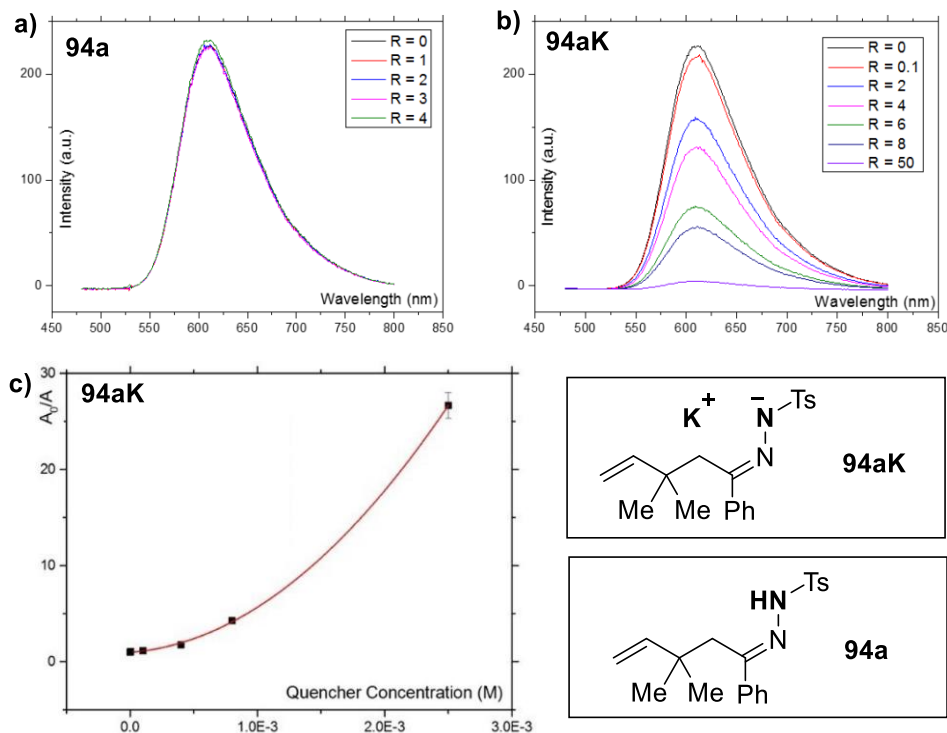 a)
94a
R = 0
R = 1
R = 2
R = 3
R = 4
Intensity (a.u.)
200
100
0
Wavelength (nm)
450 500 550 600 650 700 750 800 850
b)
94aK
R = 0
R = 0.1
R = 2
R = 4
R = 6
R = 8
R = 50
Intensity (a.u.)
200
100
0
Wavelength (nm)
450 500 550 600 650 700 750 800 850
c)
94aK
A0/A
30
20
10
0
Quencher Concentration (M)
0.0 1.0E-3 2.0E-3 3.0E-3
K+ N− Ts
N
Me Me Ph
94aK
Ts
HN
N
Me Me Ph
94a